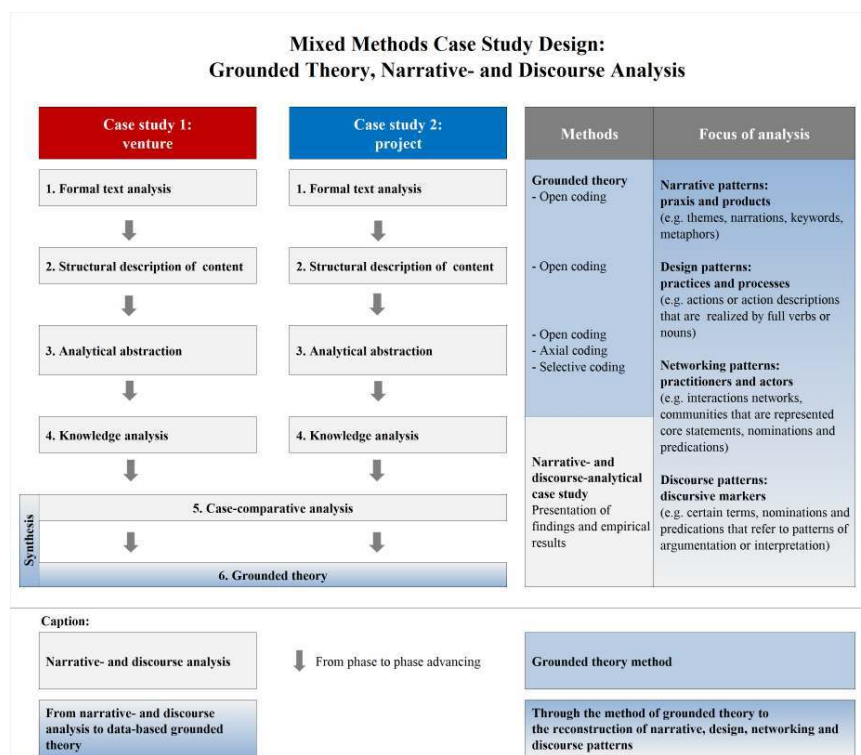 Mixed Methods Case Study Design:
Grounded Theory, Narrative- and Discourse Analysis
Case study 1:
venture
Case study 2:
project
Methods
Focus of analysis
1. Formal text analysis
1. Formal text analysis
2. Structural description of content
2. Structural description of content
3. Analytical abstraction
3. Analytical abstraction
4. Knowledge analysis
4. Knowledge analysis
Synthesis
5. Case-comparative analysis
6. Grounded theory
Grounded theory
- Open coding
- Open coding
- Open coding
- Axial coding
- Selective coding
Narrative- and
discourse-analytical
case study
Presentation of
findings and empirical
results
Narrative patterns:
praxis and products
(e.g. themes, narrations, keywords,
metaphors)
Design patterns:
practices and processes
(e.g. actions or action descriptions
that are realized by full verbs or
nouns)
Networking patterns:
practitioners and actors
(e.g. interactions networks,
communities that are represented
core statements, nominations and
predications)
Discourse patterns:
discursive markers
(e.g. certain terms, nominations and
predications that refer to patterns of
argumentation or interpretation)
Caption:
Narrative- and discourse analysis
From phase to phase advancing
Grounded theory method
From narrative- and discourse
analysis to data-based grounded
theory
Through the method of grounded theory to
the reconstruction of narrative, design, networking and
discourse patterns